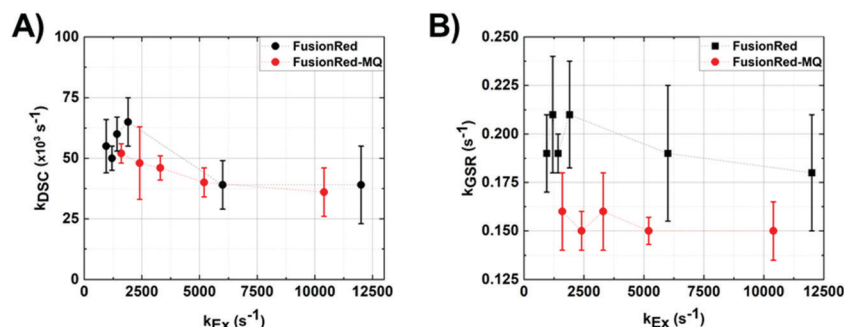 A)
B)
FusionRed
FusionRed-MQ
100
75
50
25
0
kDSC (x10³ s⁻¹)
0 2500 5000 7500 10000 12500
kEx (s⁻¹)
FusionRed
FusionRed-MQ
0.250
0.225
0.200
0.175
0.150
0.125
kGSR (s⁻¹)
0 2500 5000 7500 10000 12500
kEx (s⁻¹)